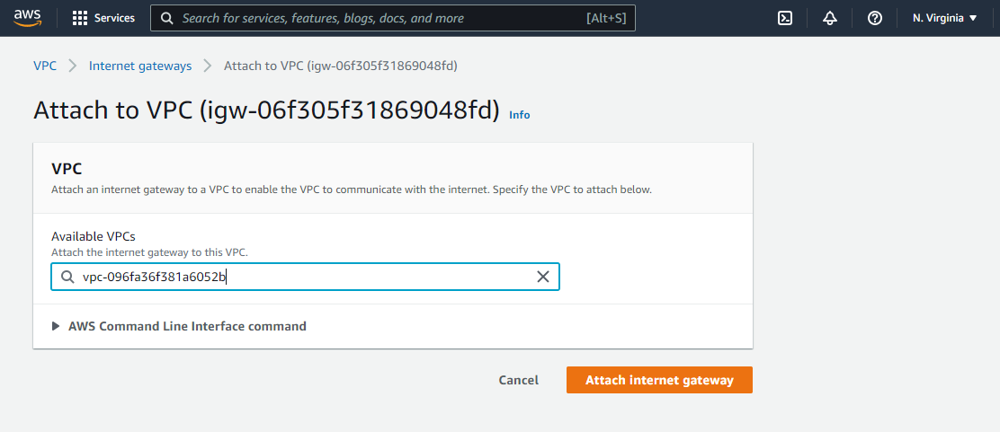 aws Services Search for services, features, blogs, docs, and more [Alt+S] N. Virginia
VPC Internet gateways Attach to VPC (igw-06f305f31869048fd)
Attach to VPC (igw-06f305f31869048fd) Info
VPC
Attach an internet gateway to a VPC to enable the VPC to communicate with the internet. Specify the VPC to attach below.
Available VPCs
Attach the internet gateway to this VPC.
vpc-096fa36f381a6052b
AWS Command Line Interface command
Cancel Attach internet gateway